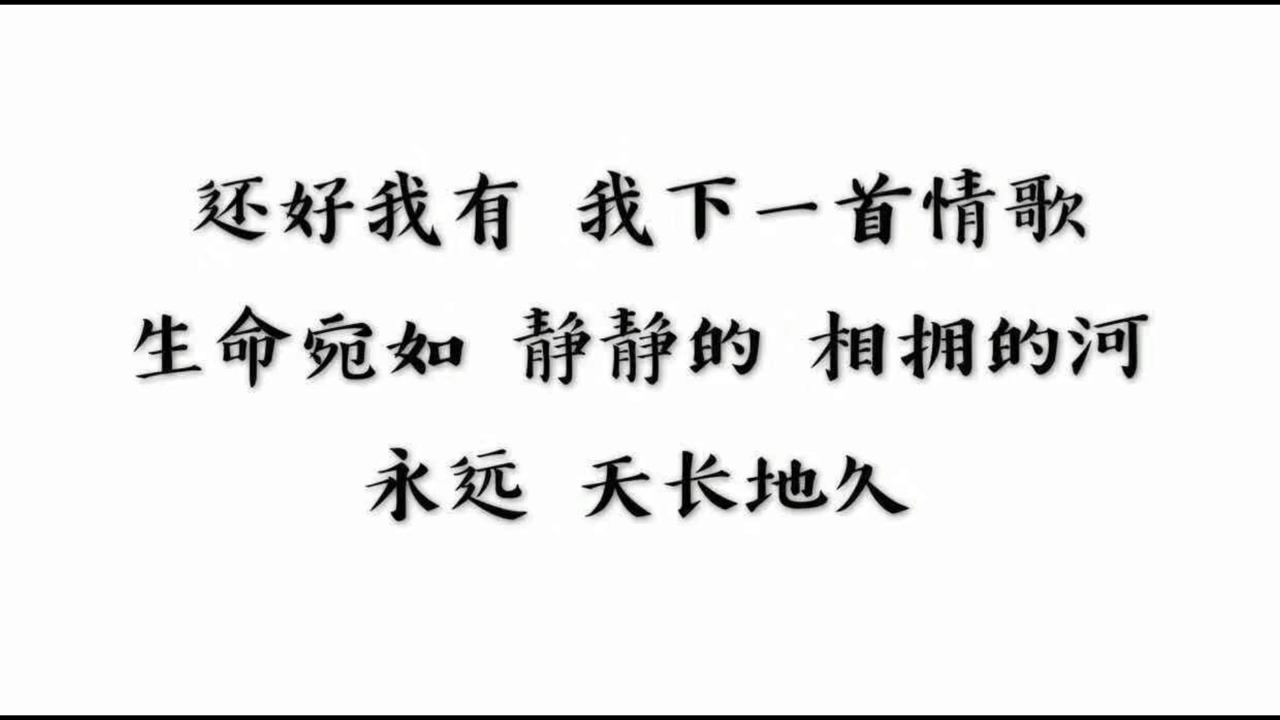 还好我有 我下一首情歌
生命宛如 静静的 相拥的河
永远 天长地久